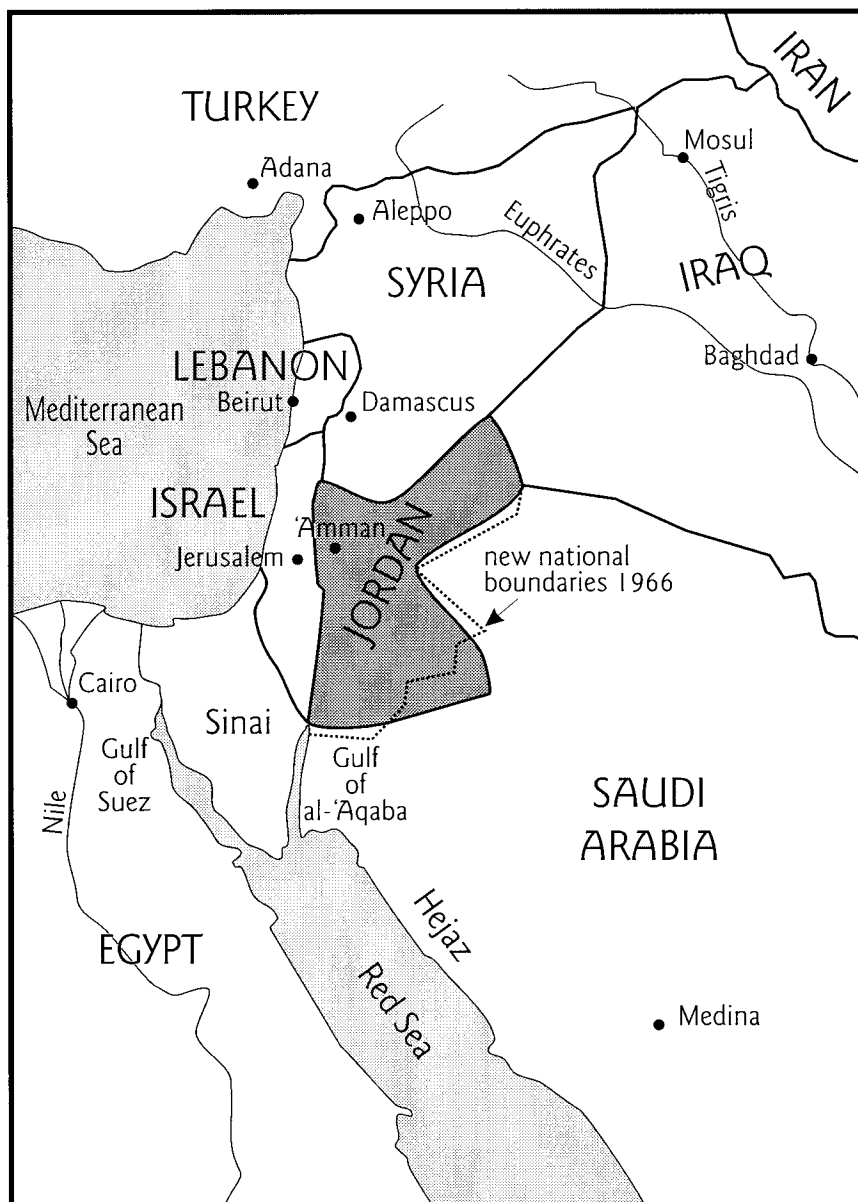 IRAN
TURKEY
Mosul
Adana
Tigris
Aleppo
Euphrates
SYRIA
IRAQ
LEBANON
Baghdad
Beirut
Damascus
Mediterranean
Sea
ISRAEL
'Amman
Jerusalem
JORDAN
new national
boundaries 1966
Cairo
Sinai
Gulf
of
Suez
Gulf
of
al-'Aqaba
Nile
SAUDI
ARABIA
Hejaz
EGYPT
Red Sea
Medina